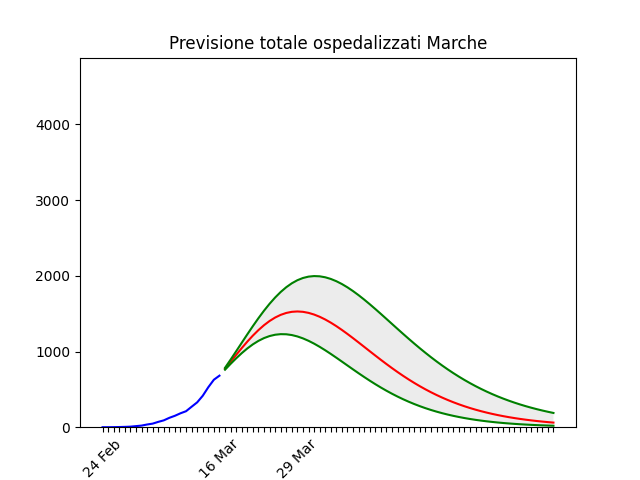 Previsione totale ospedalizzati Marche
4000
3000
2000
1000
0
24 Feb
16 Mar
29 Mar